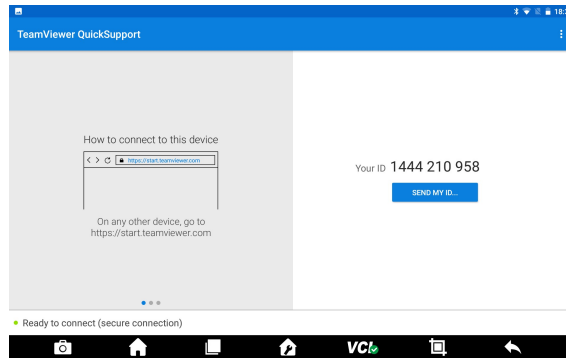 18:
TeamViewer QuickSupport
How to connect to this device
https://start.teamviewer.com
On any other device, go to
https://start.teamviewer.com
Your ID 1444 210 958
SEND MY ID...
Ready to connect (secure connection)
VCI